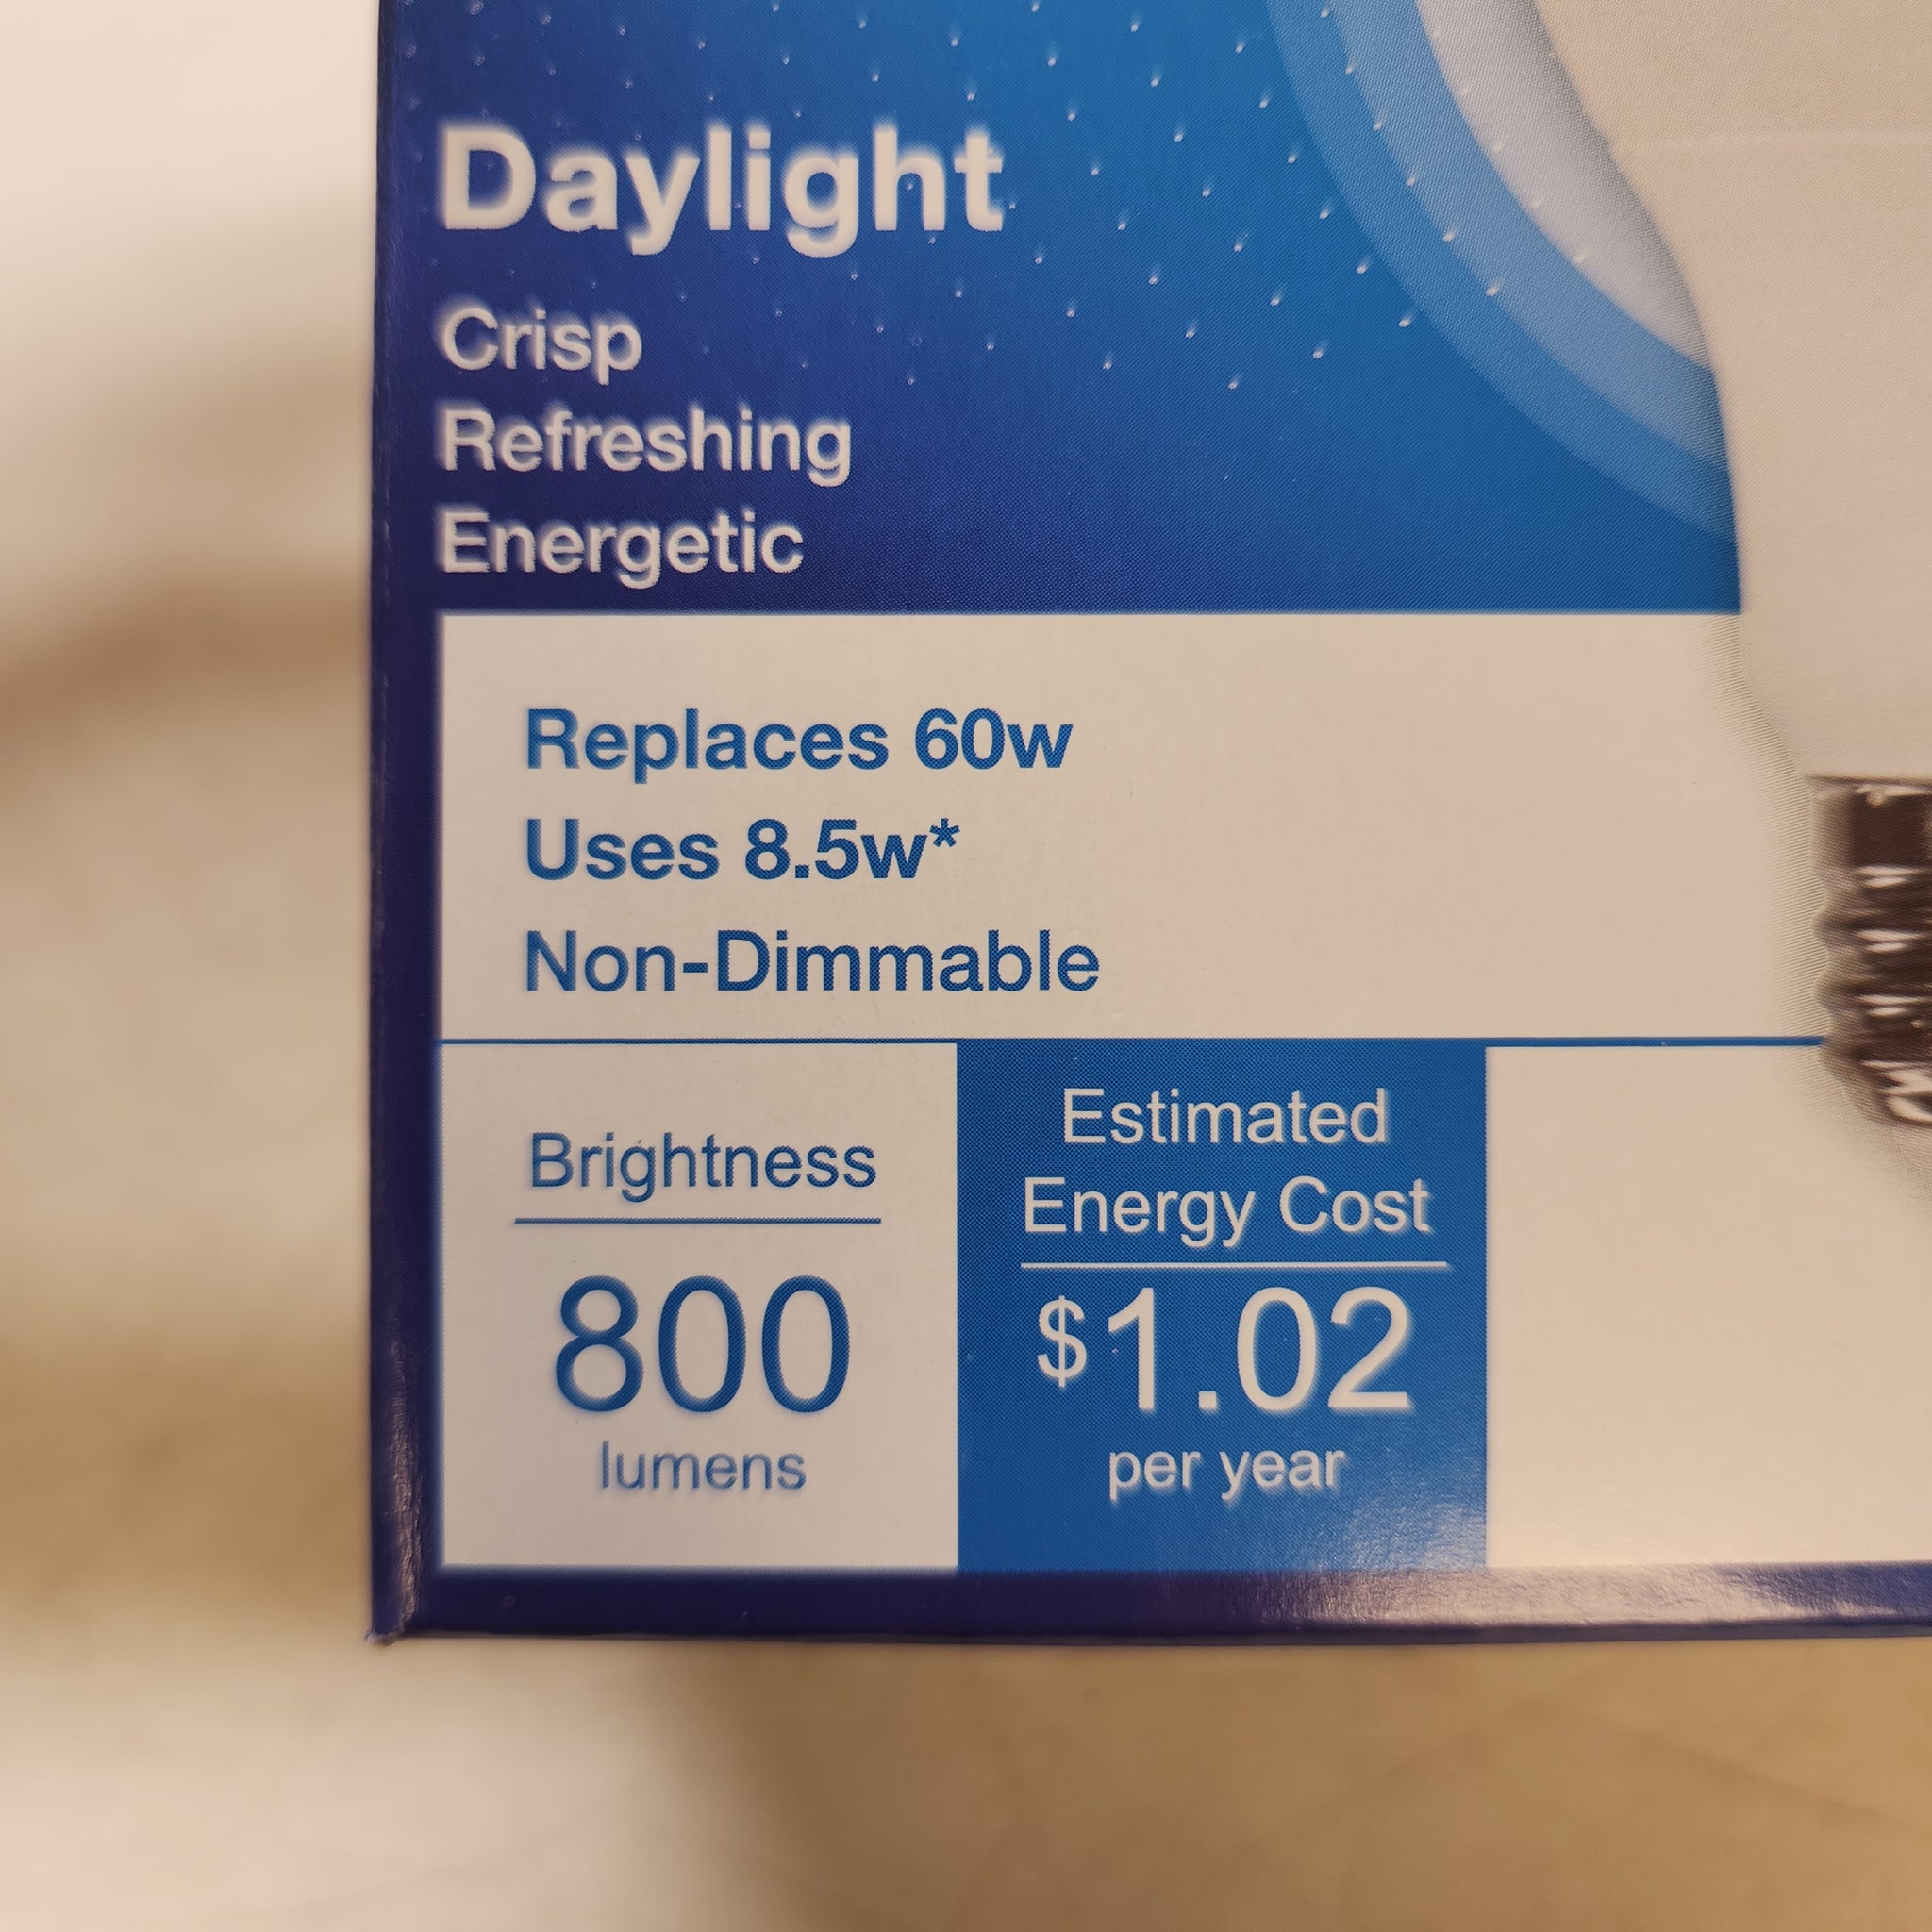 Daylight
Crisp
Refreshing
Energetic
Replaces 60w
Uses 8.5w*
Non-Dimmable
Brightness
800
lumens
Estimated
Energy Cost
$1.02
per year